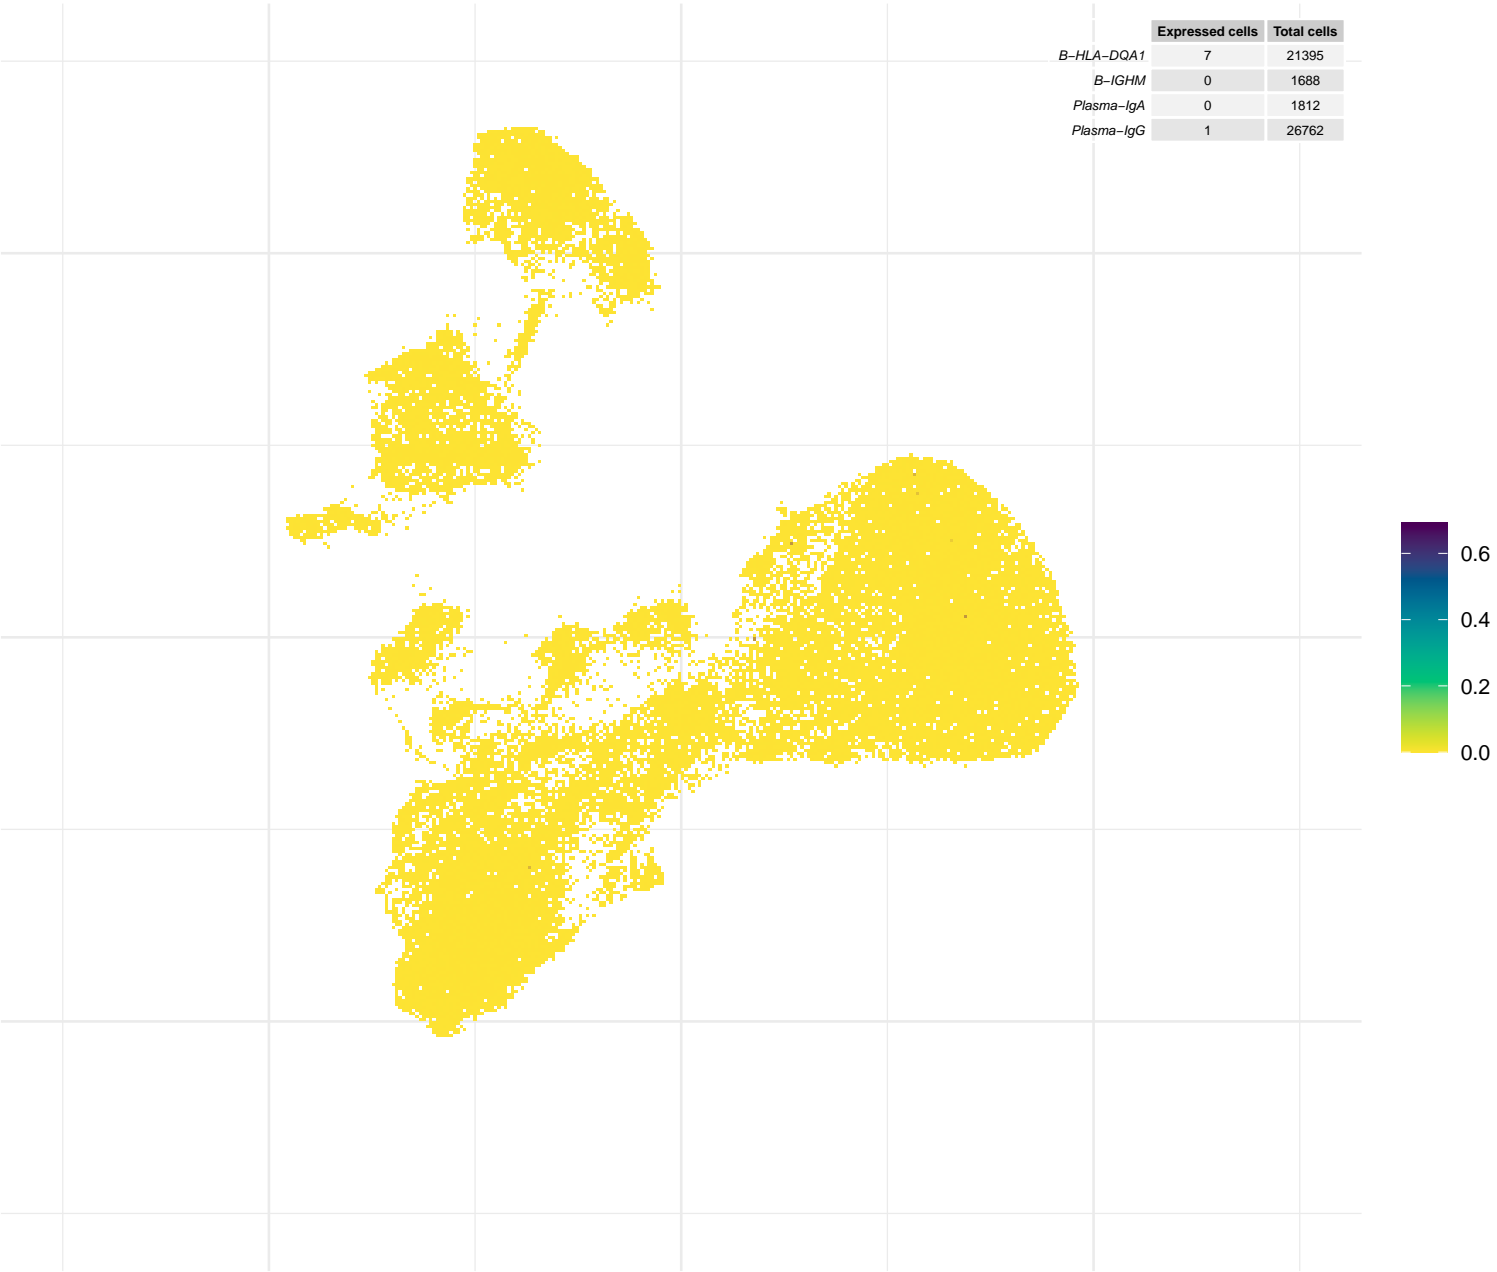 Expressed cells Total cells
B−HLA−DQA1 7 21395
B−IGHM 0 1688
Plasma−IgA 0 1812
Plasma−IgG 1 26762
0.6
0.4
0.2
0.0